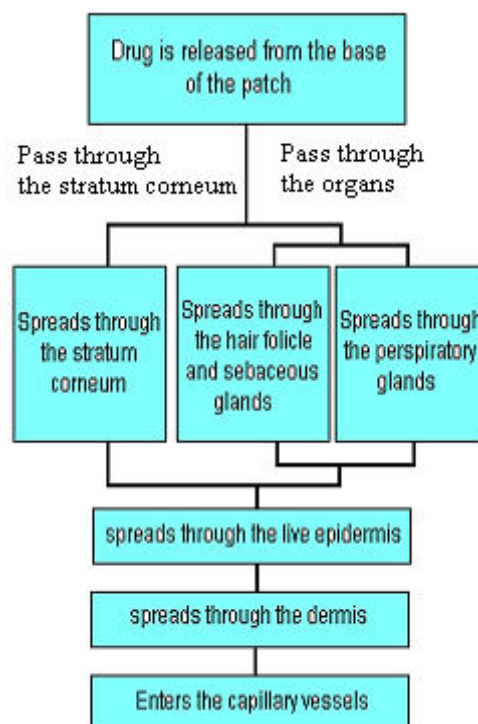 Drug is released from the base
of the patch
Pass through
the stratum corneum
Pass through
the organs
Spreads through
the stratum
corneum
Spreads through
the hair folicle
and sebaceous
glands
Spreads through
the perspiratory
glands
spreads through the live epidermis
spreads through the dermis
Enters the capillary vessels